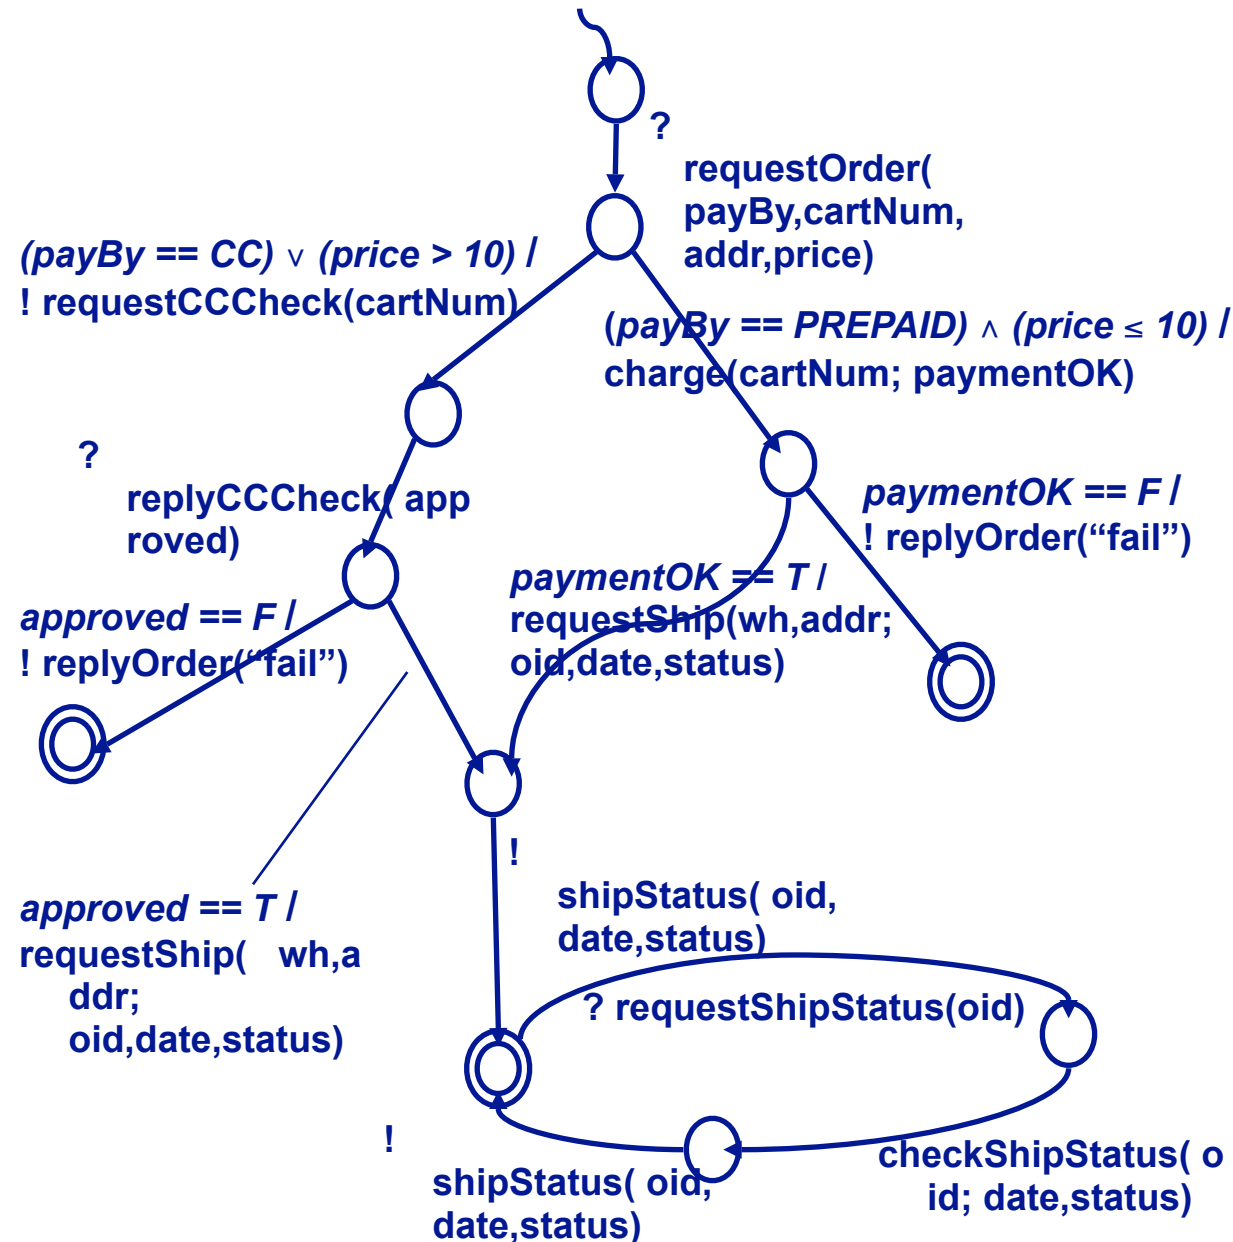 ?
requestOrder(
payBy,cartNum,
addr,price)
(payBy == CC) ∨ (price > 10) /
! requestCCCheck(cartNum)
(payBy == PREPAID) ∧ (price ≤ 10) /
charge(cartNum; paymentOK)
?
replyCCCheck( app
roved)
paymentOK == F /
! replyOrder(“fail”)
paymentOK == T /
requestShip(wh,addr;
oid,date,status)
approved == F /
! replyOrder(“fail”)
!
shipStatus( oid,
date,status)
approved == T /
requestShip( wh,a
ddr;
oid,date,status)
? requestShipStatus(oid)
!
shipStatus( oid,
date,status)
checkShipStatus( o
id; date,status)